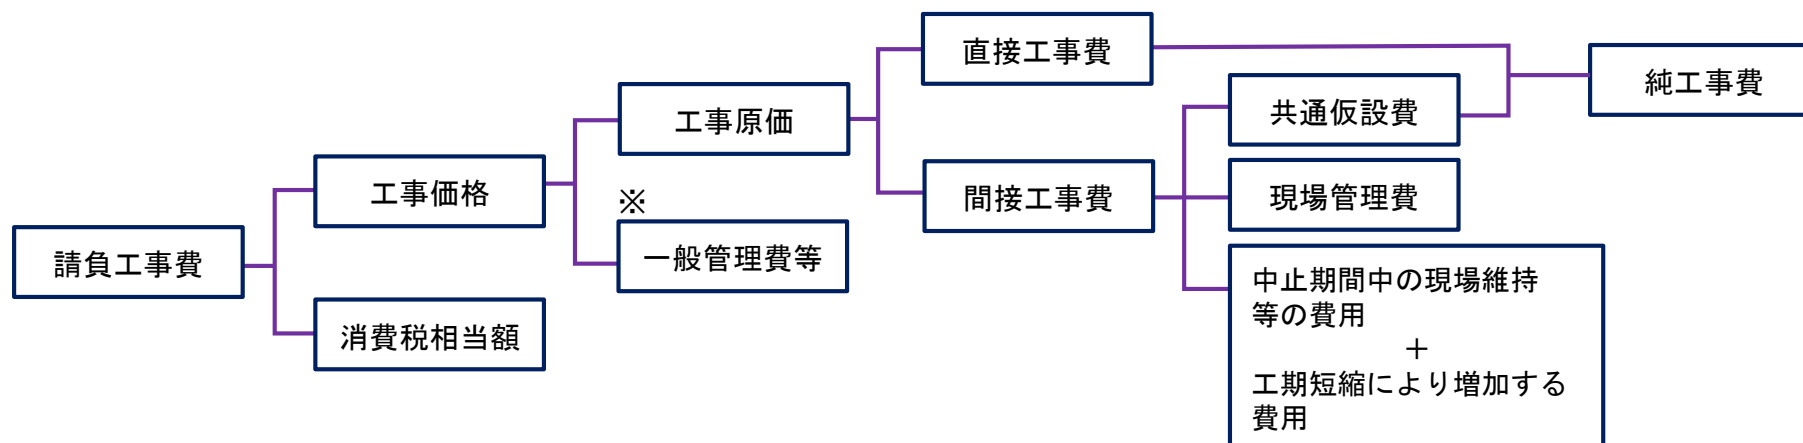 請負工事費
工事価格
消費税相当額
工事原価
※
一般管理費等
直接工事費
間接工事費
共通仮設費
現場管理費
中止期間中の現場維持
等の費用
＋
工期短縮により増加する
費用
純工事費